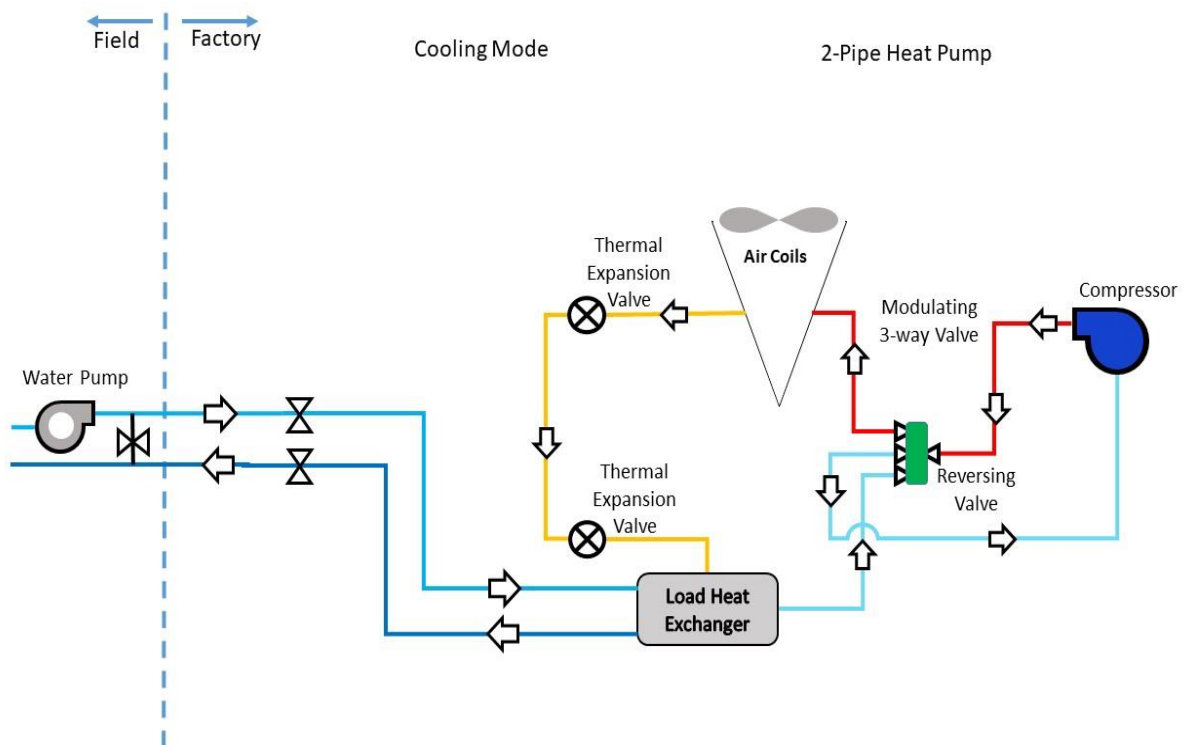 Field
Factory
Cooling Mode
2-Pipe Heat Pump
Thermal
Expansion
Valve
Air Coils
Modulating
3-way Valve
Compressor
Water Pump
Thermal
Expansion
Valve
Reversing
Valve
Load Heat
Exchanger